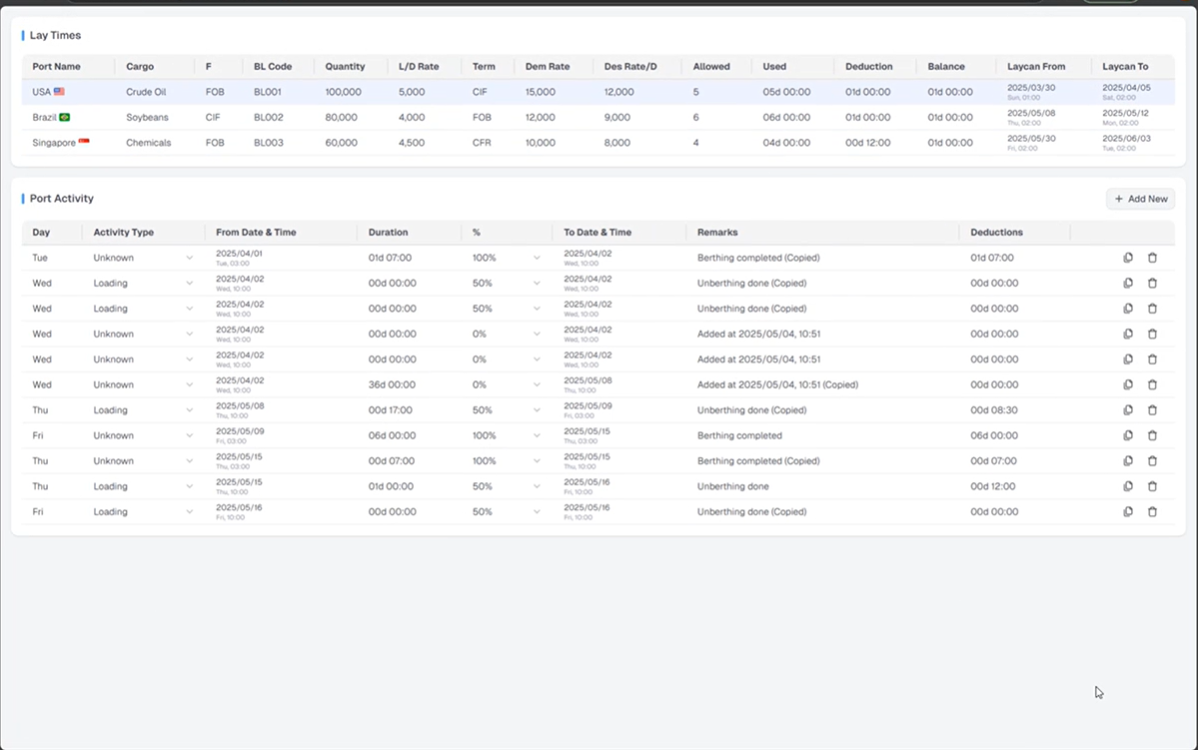 Lay Times
Port Name Cargo F BL Code Quantity L/D Rate Term Dem Rate Des Rate/D Allowed Used Deduction Balance Laycan From Laycan To
USA Crude Oil FOB BL001 100,000 5,000 CIF 15,000 12,000 5 05d 00:00 01d 00:00 01d 00:00 2025/03/30 2025/04/05
Sun, 01:00 Sat, 02:00
Brazil Soybeans CIF BL002 80,000 4,000 FOB 12,000 9,000 6 06d 00:00 01d 00:00 01d 00:00 2025/05/08 2025/05/12
Thu, 02:00 Mon, 02:00
Singapore Chemicals FOB BL003 60,000 4,500 CFR 10,000 8,000 4 04d 00:00 00d 12:00 01d 00:00 2025/05/30 2025/06/03
Fri, 02:00 Tue, 02:00
Port Activity
+ Add New
Day Activity Type From Date & Time Duration % To Date & Time Remarks Deductions
Tue Unknown 2025/04/01 01d 07:00 100% 2025/04/02 Berthing completed (Copied) 01d 07:00
Tue, 03:00 Wed, 10:00
Wed Loading 2025/04/02 00d 00:00 50% 2025/04/02 Unberthing done (Copied) 00d 00:00
Wed, 10:00 Wed, 10:00
Wed Loading 2025/04/02 00d 00:00 50% 2025/04/02 Unberthing done (Copied) 00d 00:00
Wed, 10:00 Wed, 10:00
Wed Unknown 2025/04/02 00d 00:00 0% 2025/04/02 Added at 2025/05/04, 10:51 00d 00:00
Wed, 10:00 Wed, 10:00
Wed Unknown 2025/04/02 00d 00:00 0% 2025/04/02 Added at 2025/05/04, 10:51 00d 00:00
Wed, 10:00 Wed, 10:00
Wed Unknown 2025/04/02 36d 00:00 0% 2025/05/08 Added at 2025/05/04, 10:51 (Copied) 00d 00:00
Wed, 10:00 Thu, 10:00
Thu Loading 2025/05/08 00d 17:00 50% 2025/05/09 Unberthing done (Copied) 00d 08:30
Thu, 10:00 Fri, 03:00
Fri Unknown 2025/05/09 06d 00:00 100% 2025/05/15 Berthing completed 06d 00:00
Fri, 03:00 Thu, 03:00
Thu Unknown 2025/05/15 00d 07:00 100% 2025/05/15 Berthing completed (Copied) 00d 07:00
Thu, 03:00 Thu, 10:00
Thu Loading 2025/05/15 01d 00:00 50% 2025/05/16 Unberthing done 00d 12:00
Thu, 10:00 Fri, 10:00
Fri Loading 2025/05/16 00d 00:00 50% 2025/05/16 Unberthing done (Copied) 00d 00:00
Fri, 10:00 Fri, 10:00